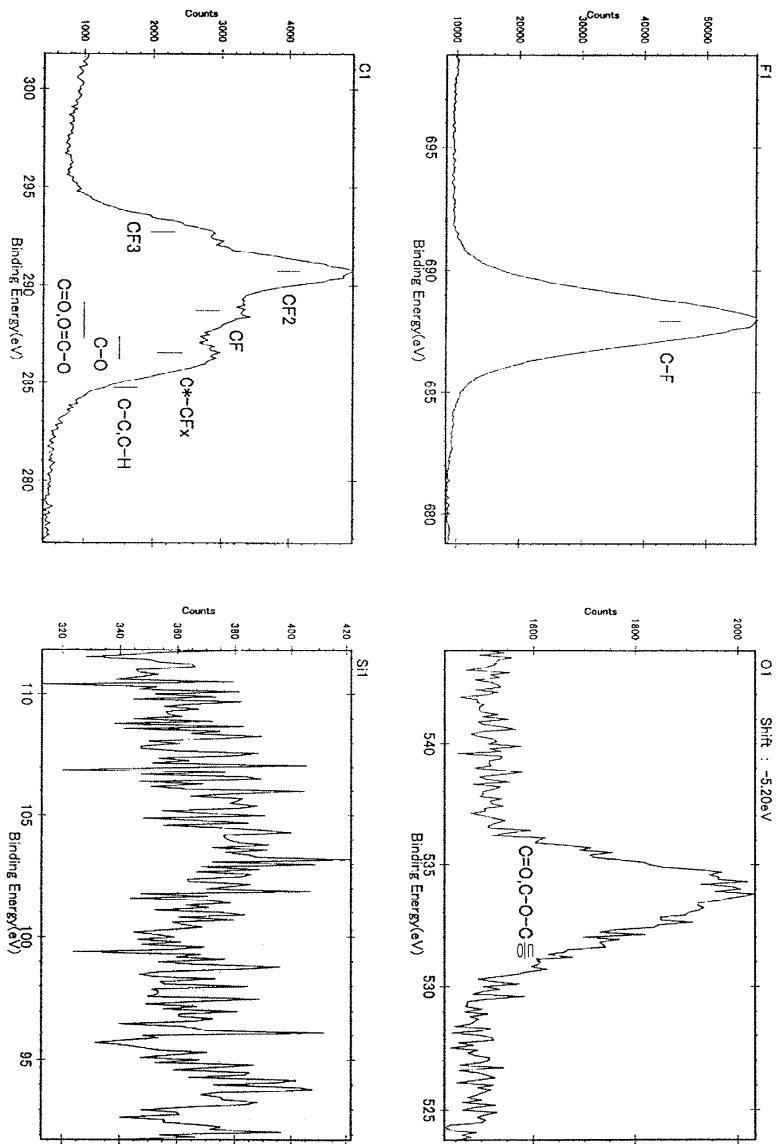 F1
Counts
50000
40000
30000
20000
10000
C-F
695
690
685
680
Binding Energy(eV)
O1
Shift : -5.20eV
Counts
2000
1800
1600
C=O,C-O-C
||
O
540
535
530
525
Binding Energy(eV)
C1
Counts
4000
3000
2000
1000
CF2
CF
C*-CFx
CF3
C-O
C-C,C-H
C=O,O=C-O
300
295
290
285
280
Binding Energy(eV)
Si1
Counts
420
400
380
360
340
320
110
105
100
95
Binding Energy(eV)